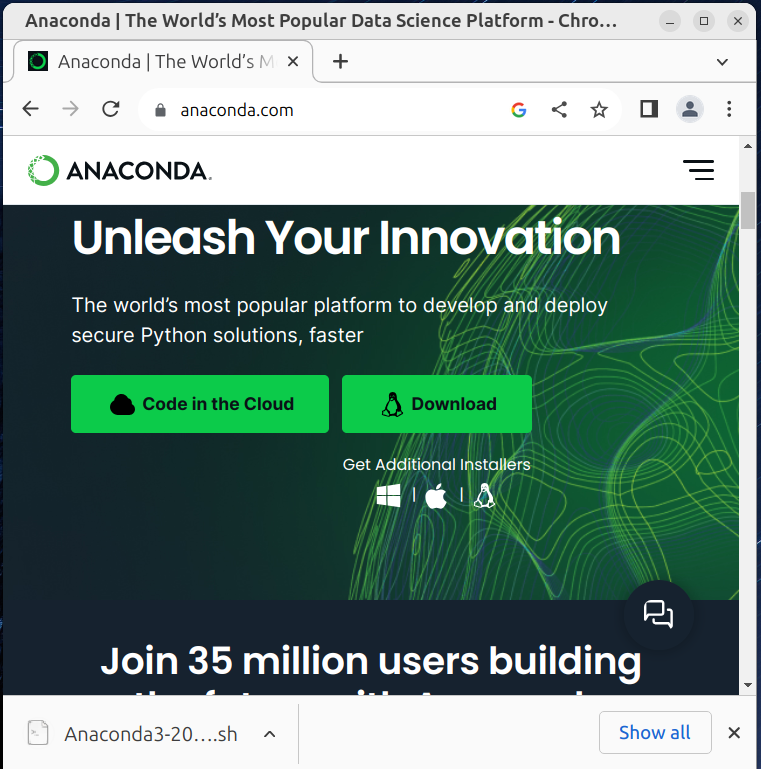 Anaconda | The World's Most Popular Data Science Platform - Chro...
Anaconda | The World's M
anaconda.com
ANACONDA.
Unleash Your Innovation
The world's most popular platform to develop and deploy
secure Python solutions, faster
Code in the Cloud
Download
Get Additional Installers
Join 35 million users building
Anaconda3-20....sh
Show all